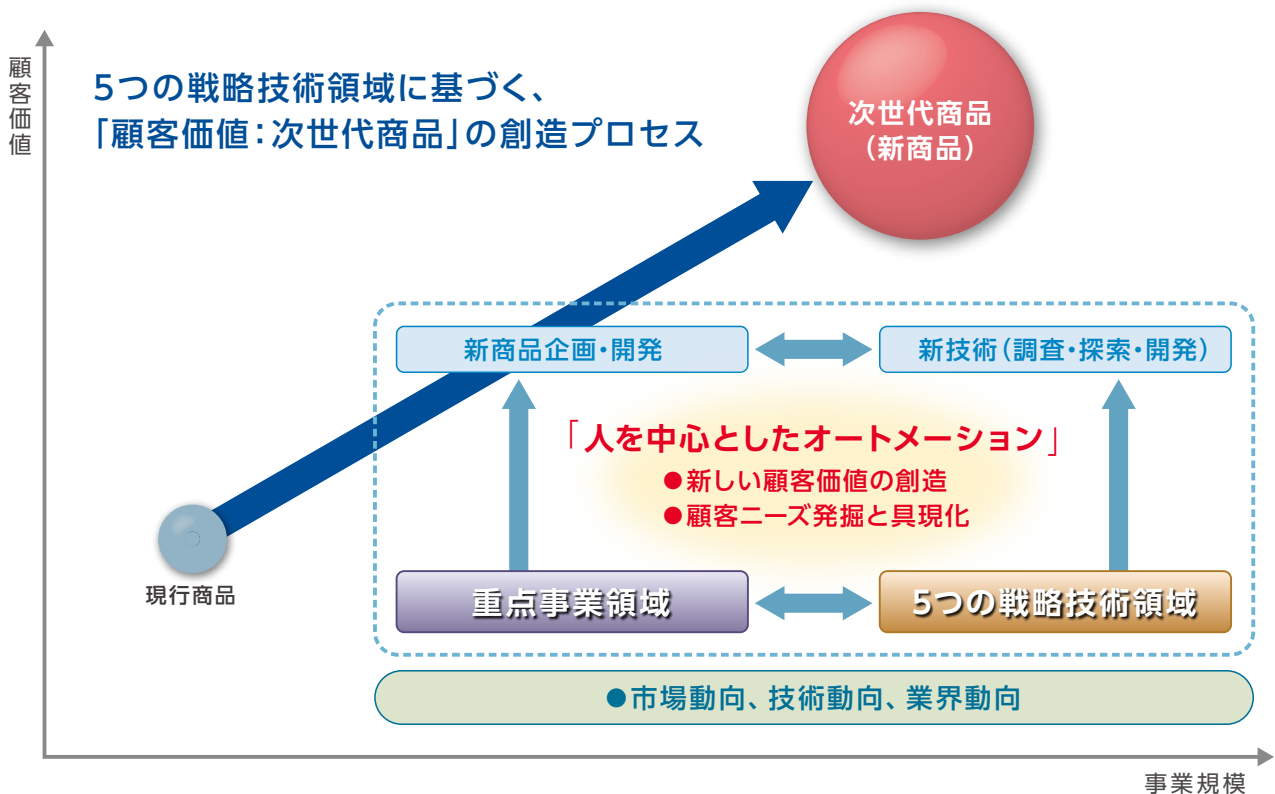 顧客価値
5つの戦略技術領域に基づく、
「顧客価値：次世代商品」の創造プロセス
次世代商品
（新商品）
新商品企画・開発
新技術（調査・探索・開発）
「人を中心としたオートメーション」
●新しい顧客価値の創造
●顧客ニーズ発掘と具現化
現行商品
重点事業領域
5つの戦略技術領域
●市場動向、技術動向、業界動向
事業規模